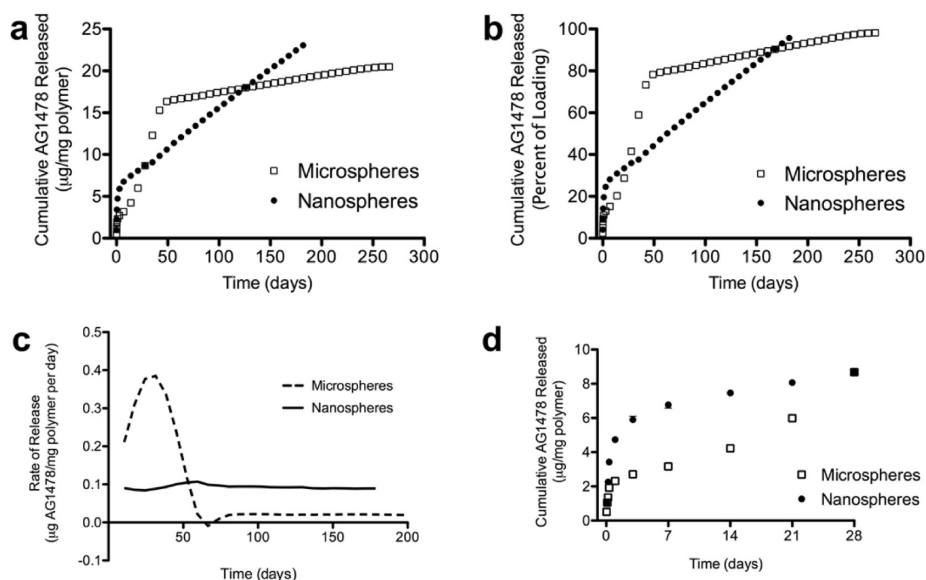 a
Cumulative AG1478 Released
(μg/mg polymer)
25
20
15
10
5
0
0 50 100 150 200 250 300
Time (days)
Microspheres
Nanospheres
b
Cumulative AG1478 Released
(Percent of Loading)
100
80
60
40
20
0
0 50 100 150 200 250 300
Time (days)
Microspheres
Nanospheres
c
Rate of Release
(μg AG1478/mg polymer per day)
0.5
0.4
0.3
0.2
0.1
0.0
-0.1
50 100 150 200
Time (days)
Microspheres
Nanospheres
d
Cumulative AG1478 Released
(μg/mg polymer)
10
8
6
4
2
0
0 7 14 21 28
Time (days)
Microspheres
Nanospheres